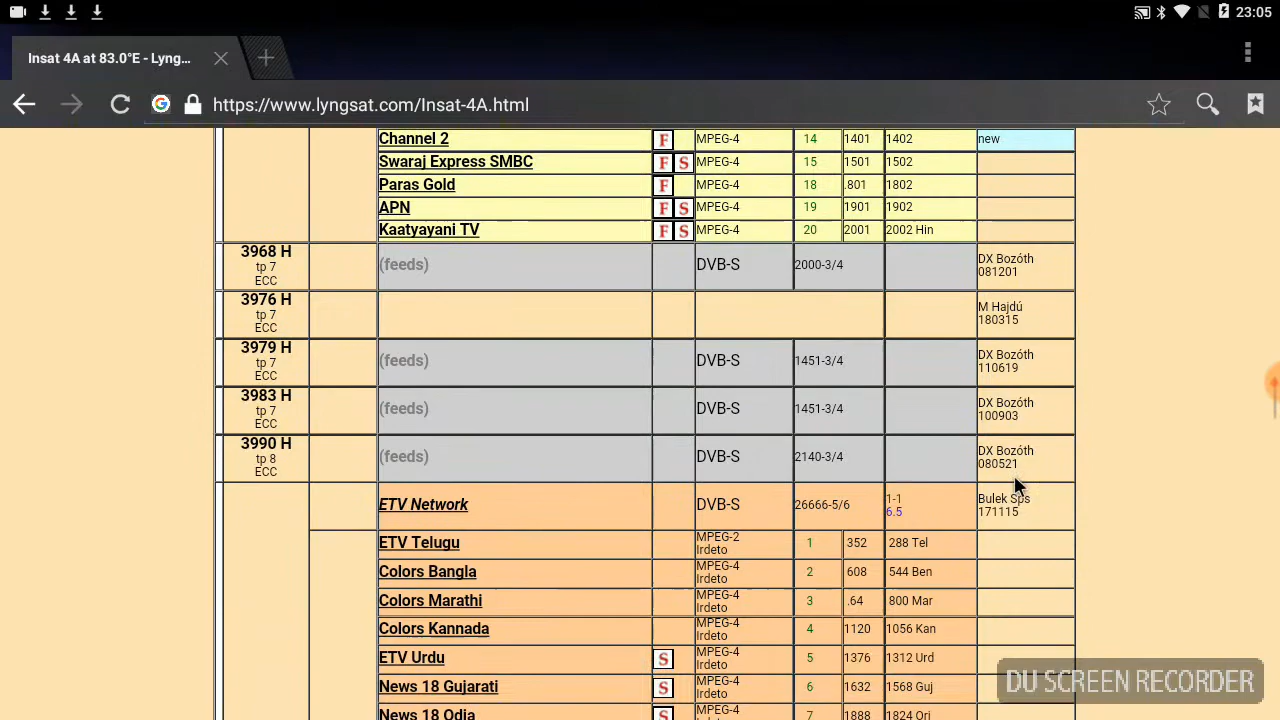 23:05
Insat 4A at 83.0°E - Lyng...
https://www.lyngsat.com/Insat-4A.html
Channel 2 F MPEG-4 14 1401 1402 new
Swaraj Express SMBC F S MPEG-4 15 1501 1502
Paras Gold F MPEG-4 18 .801 1802
APN F S MPEG-4 19 1901 1902
Kaatyayani TV F S MPEG-4 20 2001 2002 Hin
3968 H
tp 7
ECC
(feeds) DVB-S 2000-3/4
DX Bozóth
081201
3976 H
tp 7
ECC
M Hajdú
180315
3979 H
tp 7
ECC
(feeds) DVB-S 1451-3/4
DX Bozóth
110619
3983 H
tp 7
ECC
(feeds) DVB-S 1451-3/4
DX Bozóth
100903
3990 H
tp 8
ECC
(feeds) DVB-S 2140-3/4
DX Bozóth
080521
ETV Network DVB-S 26666-5/6
1-1
6.5
Bulek Sps
171115
ETV Telugu
MPEG-2
Irdeto
1 352 288 Tel
Colors Bangla
MPEG-4
Irdeto
2 608 544 Ben
Colors Marathi
MPEG-4
Irdeto
3 .64 800 Mar
Colors Kannada
MPEG-4
Irdeto
4 1120 1056 Kan
ETV Urdu S
MPEG-4
Irdeto
5 1376 1312 Urd
News 18 Gujarati S
MPEG-4
Irdeto
6 1632 1568 Guj
News 18 Odia S
MPEG-4
7 1888 1824 Ori
DU SCREEN RECORDER